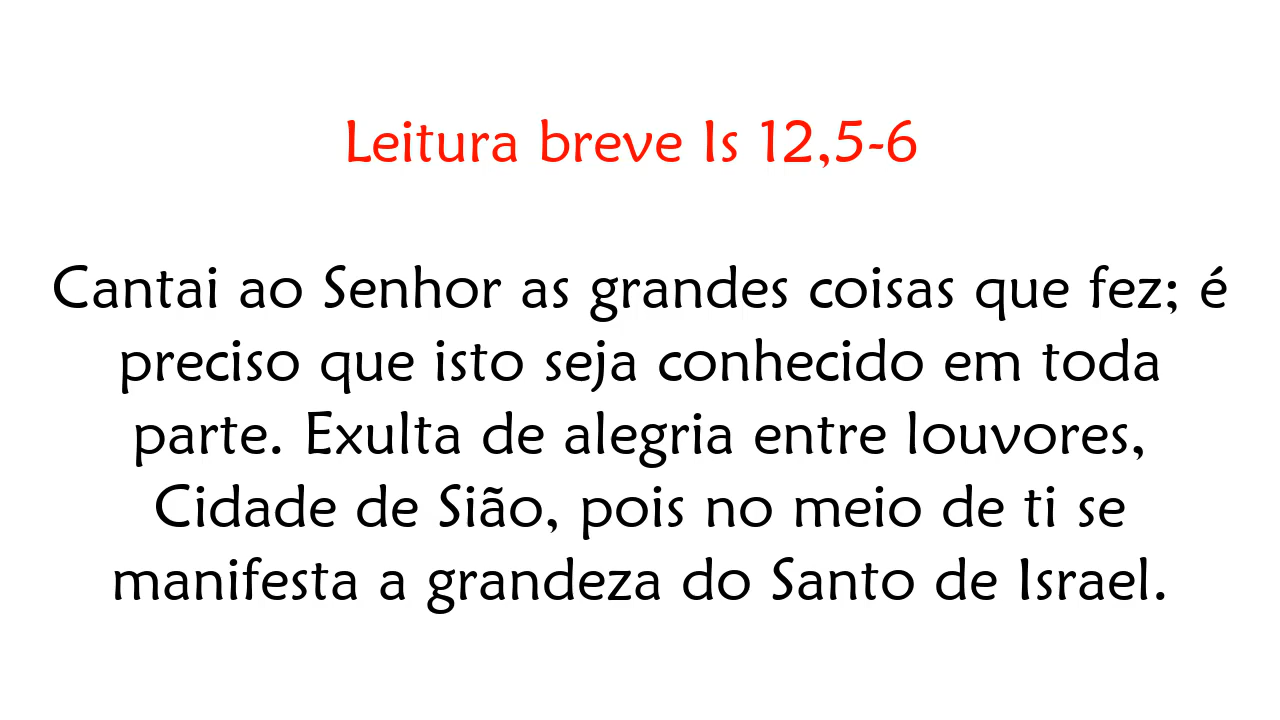 Leitura breve Is 12,5-6
Cantai ao Senhor as grandes coisas que fez; é
preciso que isto seja conhecido em toda
parte. Exulta de alegria entre louvores,
Cidade de Sião, pois no meio de ti se
manifesta a grandeza do Santo de Israel.